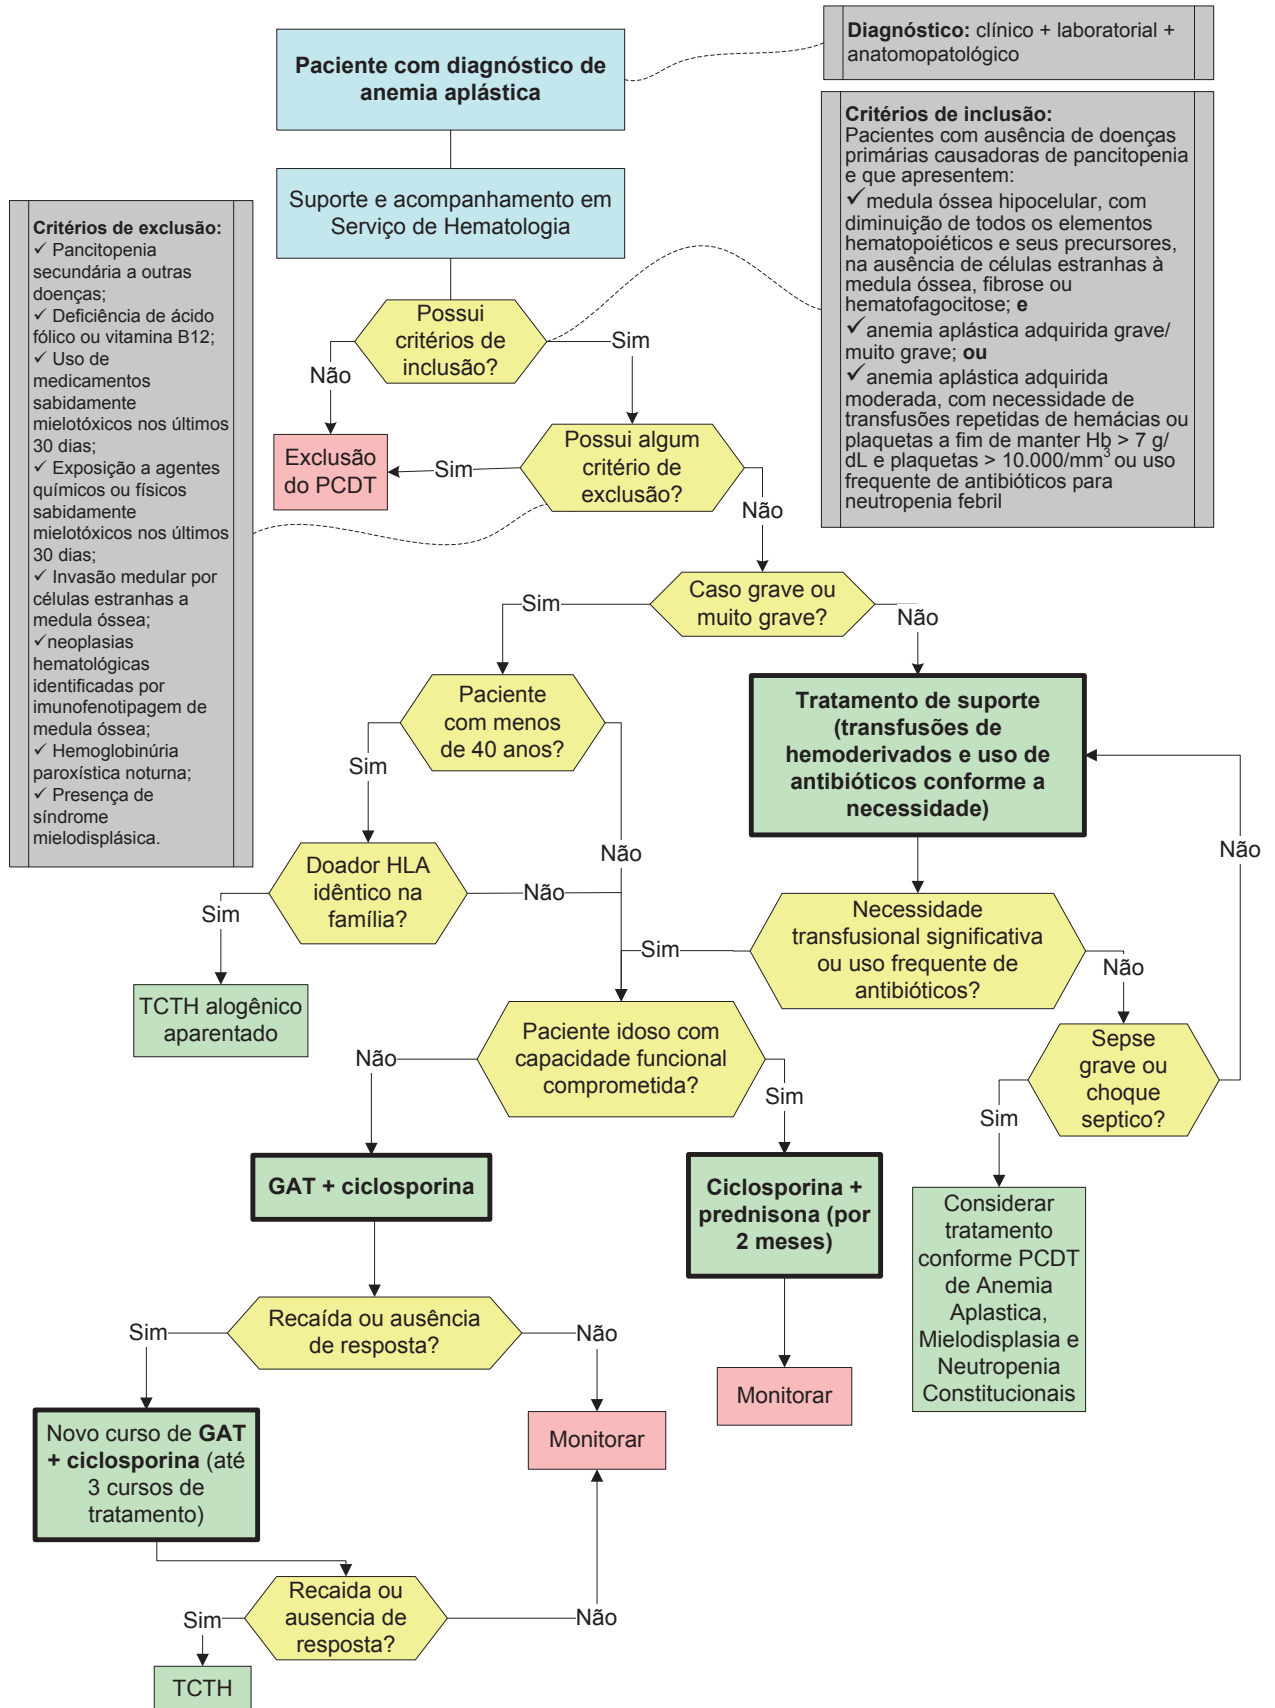 Diagnóstico: clínico + laboratorial +
anatomopatológico
Paciente com diagnóstico de
anemia aplástica
Critérios de inclusão:
Pacientes com ausência de doenças
primárias causadoras de pancitopenia
e que apresentem:
✓medula óssea hipocelular, com
diminuição de todos os elementos
hematopoiéticos e seus precursores,
na ausência de células estranhas à
medula óssea, fibrose ou
hematofagocitose; e
✓anemia aplástica adquirida grave/
muito grave; ou
✓anemia aplástica adquirida
moderada, com necessidade de
transfusões repetidas de hemácias ou
plaquetas a fim de manter Hb > 7 g/
dL e plaquetas > 10.000/mm³ ou uso
frequente de antibióticos para
neutropenia febril
Suporte e acompanhamento em
Serviço de Hematologia
Critérios de exclusão:
✓ Pancitopenia
secundária a outras
doenças;
✓ Deficiência de ácido
fólico ou vitamina B12;
✓ Uso de
medicamentos
sabidamente
mielotóxicos nos últimos
30 dias;
✓ Exposição a agentes
químicos ou físicos
sabidamente
mielotóxicos nos últimos
30 dias;
✓ Invasão medular por
células estranhas a
medula óssea;
✓neoplasias
hematológicas
identificadas por
imunofenotipagem de
medula óssea;
✓ Hemoglobinúria
paroxística noturna;
✓ Presença de
síndrome
mielodisplásica.
Possui
critérios de
inclusão?
Não
Sim
Exclusão
do PCDT
Sim
Possui algum
critério de
exclusão?
Não
Caso grave ou
muito grave?
Sim
Não
Paciente
com menos
de 40 anos?
Sim
Não
Tratamento de suporte
(transfusões de
hemoderivados e uso de
antibióticos conforme a
necessidade)
Não
Doador HLA
idêntico na
família?
Sim
Não
TCTH alogênico
aparentado
Necessidade
transfusional significativa
ou uso frequente de
antibióticos?
Sim
Não
Paciente idoso com
capacidade funcional
comprometida?
Não
Sim
Sepse
grave ou
choque
septico?
Sim
GAT + ciclosporina
Ciclosporina +
prednisona (por
2 meses)
Considerar
tratamento
conforme PCDT
de Anemia
Aplastica,
Mielodisplasia e
Neutropenia
Constitucionais
Recaída ou ausência
de resposta?
Sim
Não
Monitorar
Novo curso de GAT
+ ciclosporina (até
3 cursos de
tratamento)
Monitorar
Recaida ou
ausencia de
resposta?
Sim
Não
TCTH